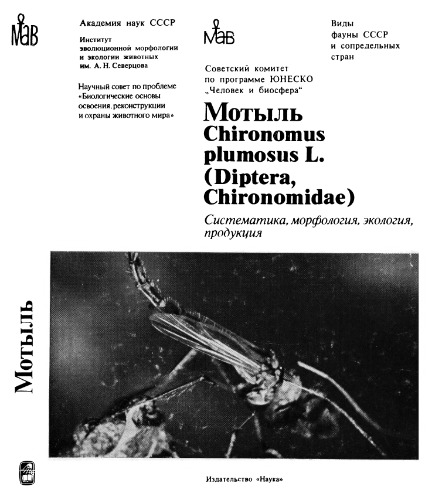 МаВ
Академия наук СССР
Институт
эволюционной морфологии
и экологии животных
им. А. Н. Северцова
Научный совет по проблеме
«Биологические основы
освоения, реконструкции
и охраны животного мира»
МаВ
Виды
фауны СССР
и сопредельных
стран
Советский комитет
по программе ЮНЕСКО
„Человек и биосфера“
Мотыль
Chironomus
plumosus L.
(Diptera,
Chironomidae)
Систематика, морфология, экология,
продукция
Мотыль
Издательство «Наука»